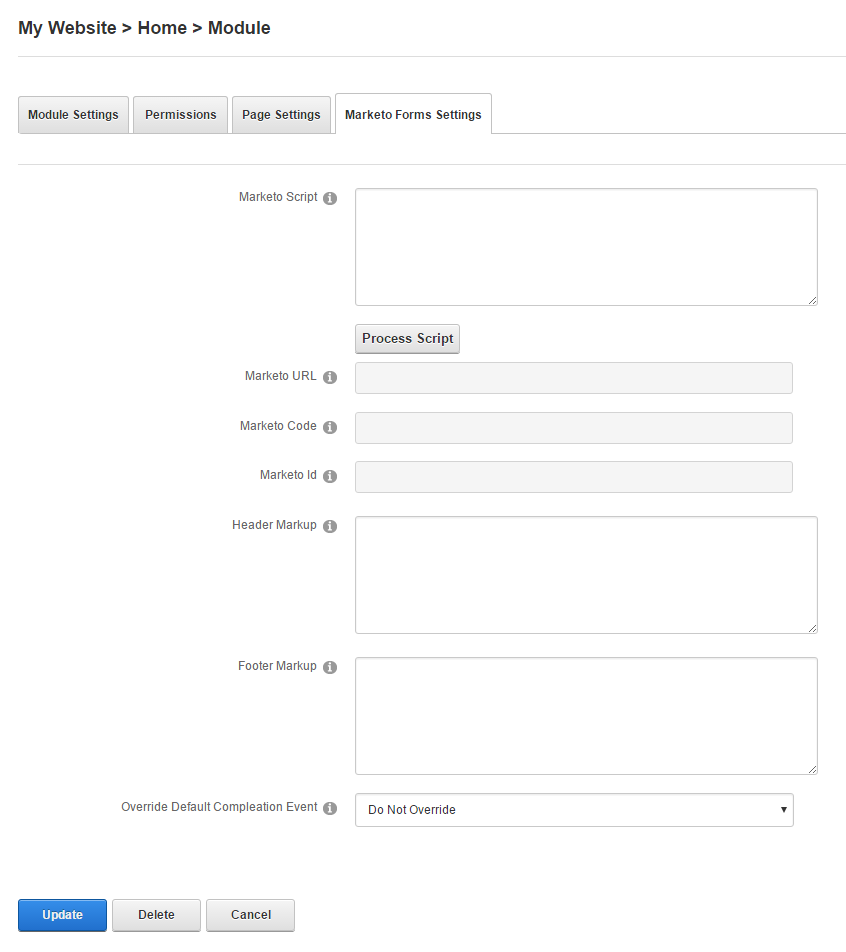 My Website > Home > Module
Module Settings Permissions Page Settings Marketo Forms Settings
Marketo Script
Process Script
Marketo URL
Marketo Code
Marketo Id
Header Markup
Footer Markup
Override Default Compleation Event Do Not Override
Update Delete Cancel